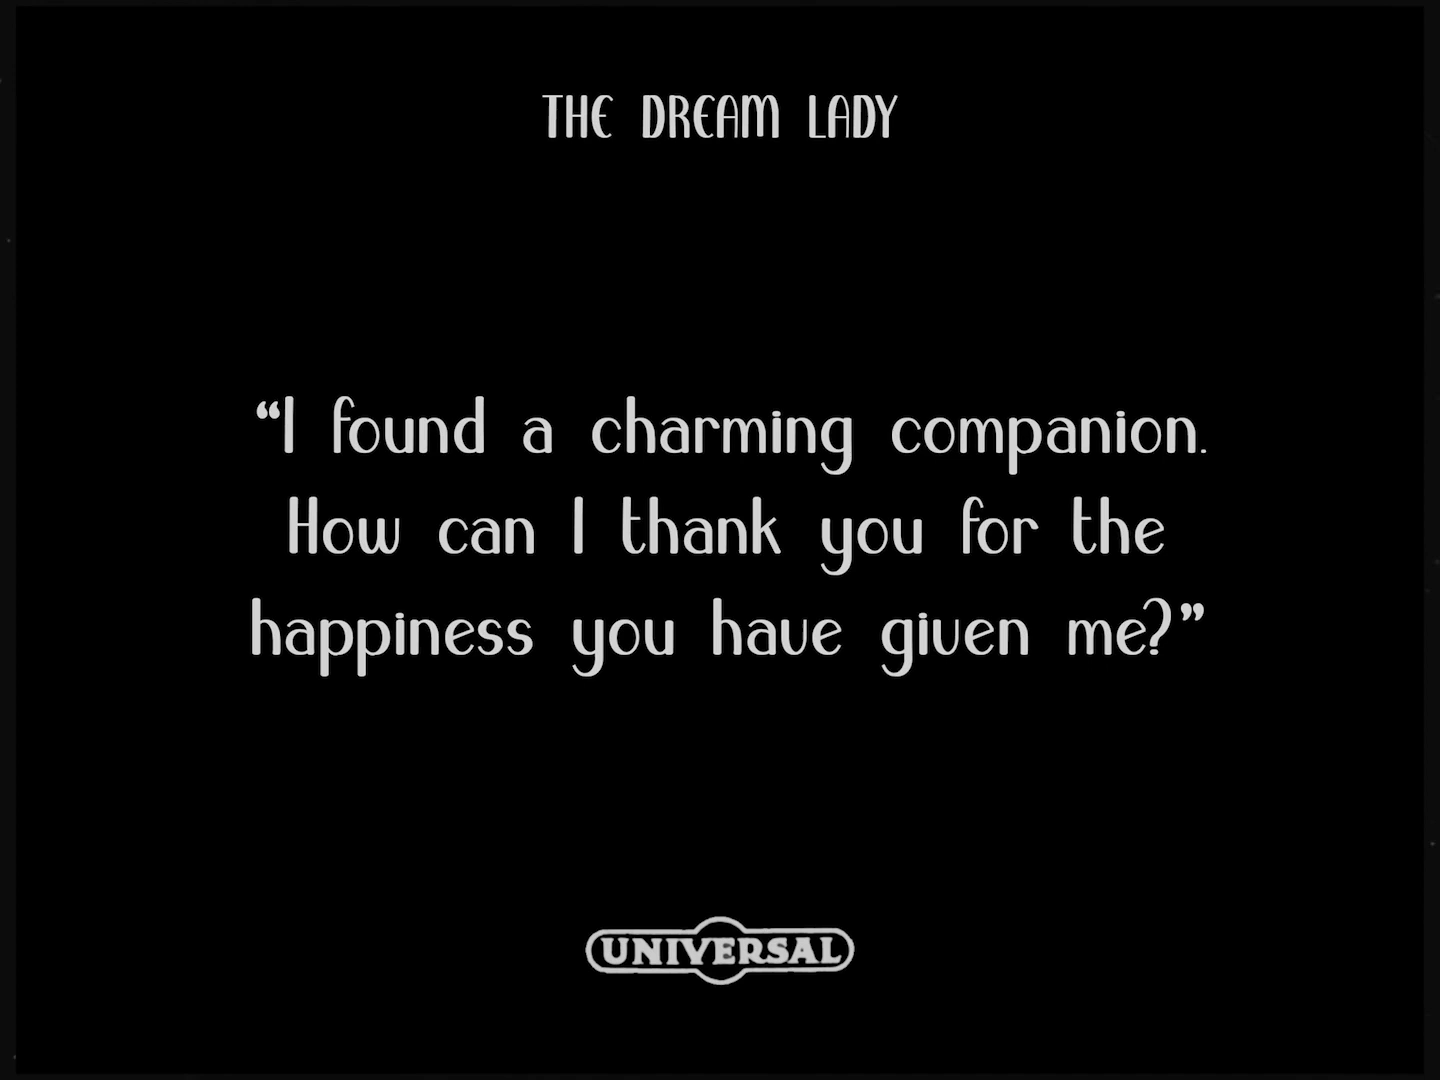 THE DREAM LADY
“I found a charming companion.
How can I thank you for the
happiness you have given me?”
UNIVERSAL